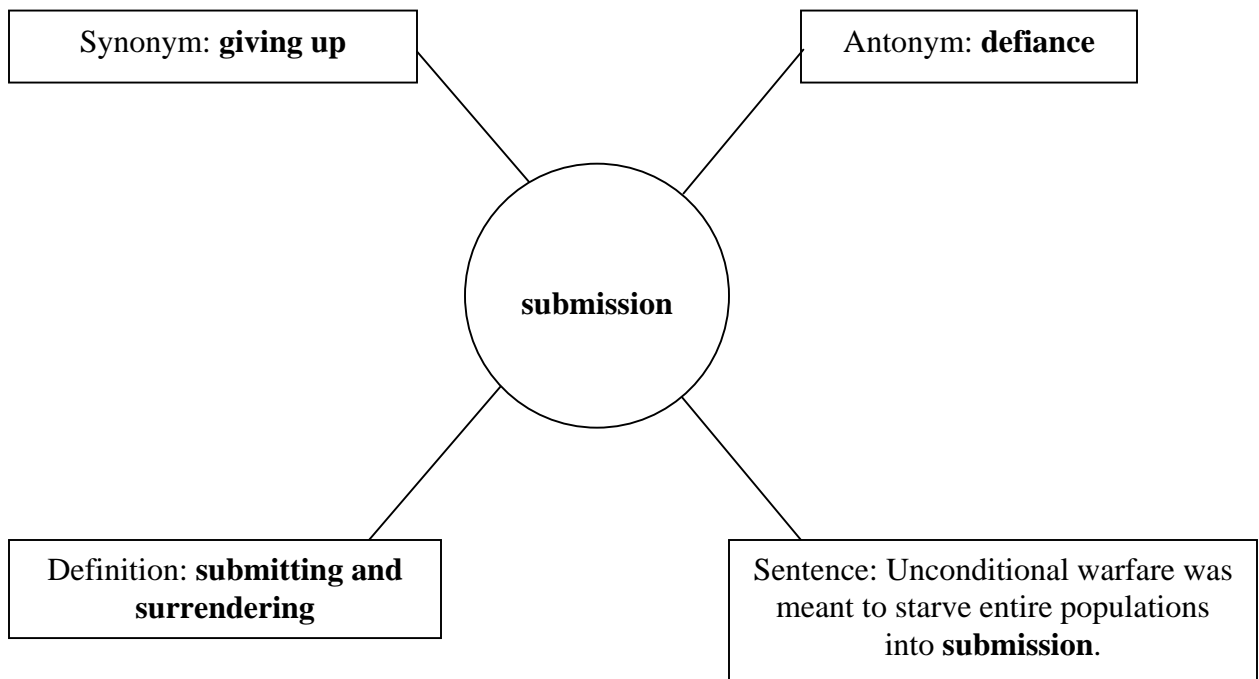 Synonym: giving up
Antonym: defiance
submission
Definition: submitting and
surrendering
Sentence: Unconditional warfare was
meant to starve entire populations
into submission.